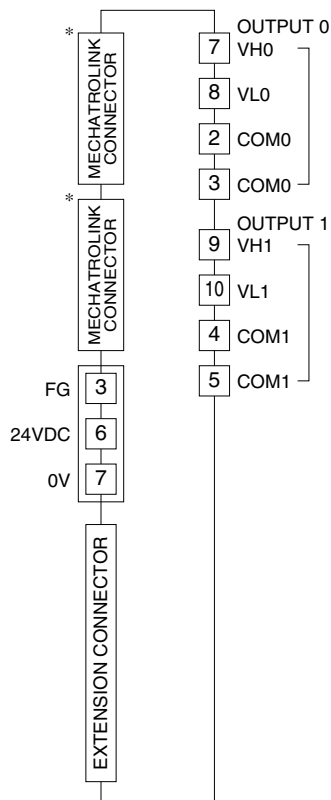 *
MECHATROLINK
CONNECTOR
*
MECHATROLINK
CONNECTOR
FG 3
24VDC 6
0V 7
EXTENSION CONNECTOR
OUTPUT 0
7 VH0
8 VL0
2 COM0
3 COM0
OUTPUT 1
9 VH1
10 VL1
4 COM1
5 COM1